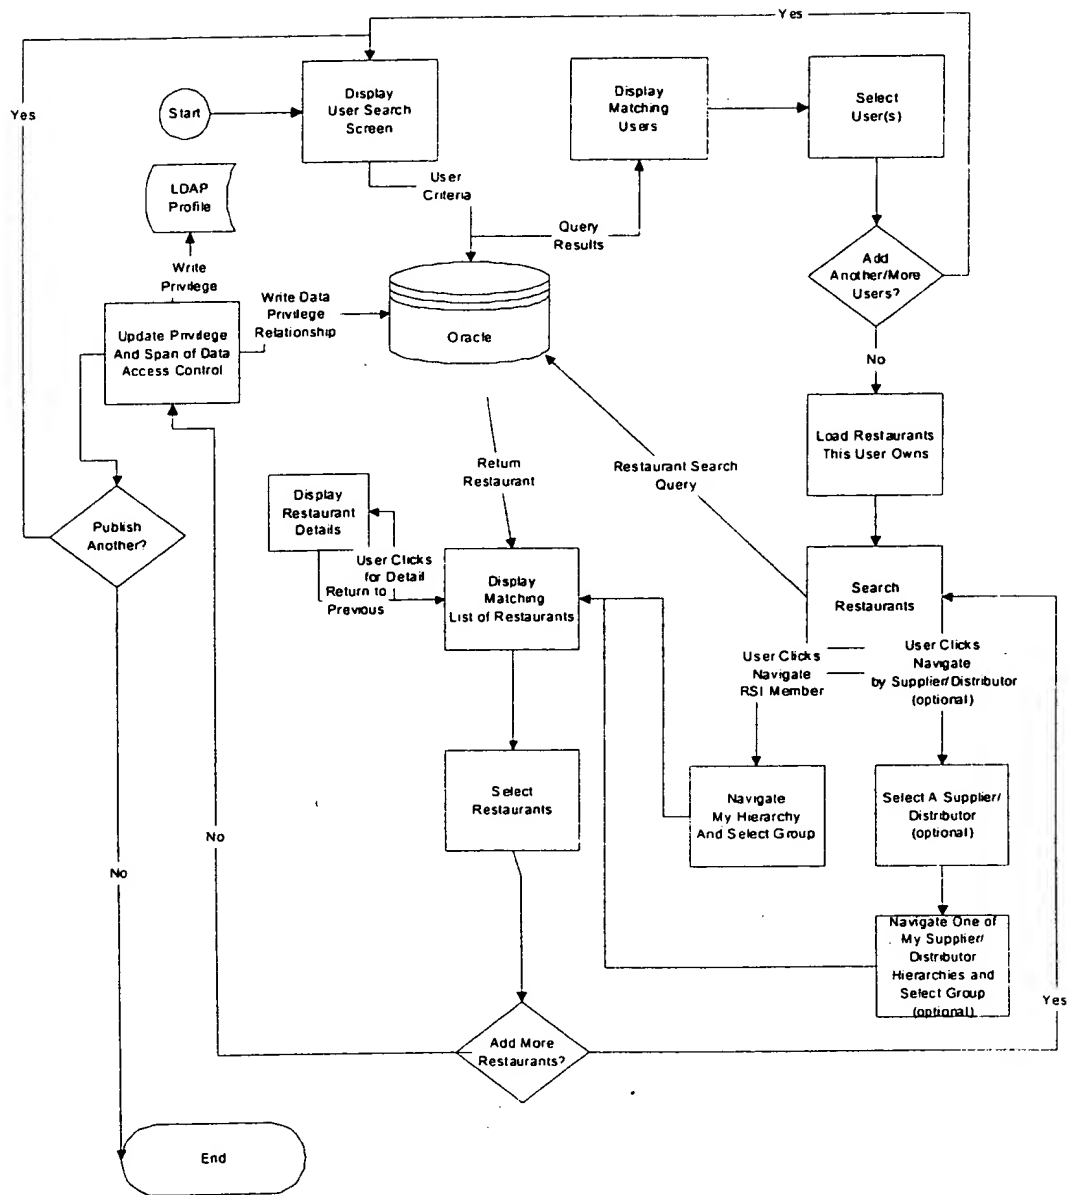 Yes
Yes
Start
Display
User Search
Screen
Display
Matching
Users
Select
User(s)
LDAP
Profile
User
Criteria
Query
Results
Write
Privilege
Write Data
Privilege
Relationship
Add
Another/More
Users?
Update Privilege
And Span of Data
Access Control
Oracle
No
Load Restaurants
This User Owns
Return
Restaurant
Restaurant Search
Query
Display
Restaurant
Details
Publish
Another?
User Clicks
for Detail
Return to
Previous
Display
Matching
List of Restaurants
Search
Restaurants
User Clicks
Navigate
RSI Member
User Clicks
Navigate
by Supplier/Distributor
(optional)
Select
Restaurants
Navigate
My Hierarchy
And Select Group
Select A Supplier/
Distributor
(optional)
No
No
Navigate One of
My Supplier/
Distributor
Hierarchies and
Select Group
(optional)
Yes
Add More
Restaurants?
End